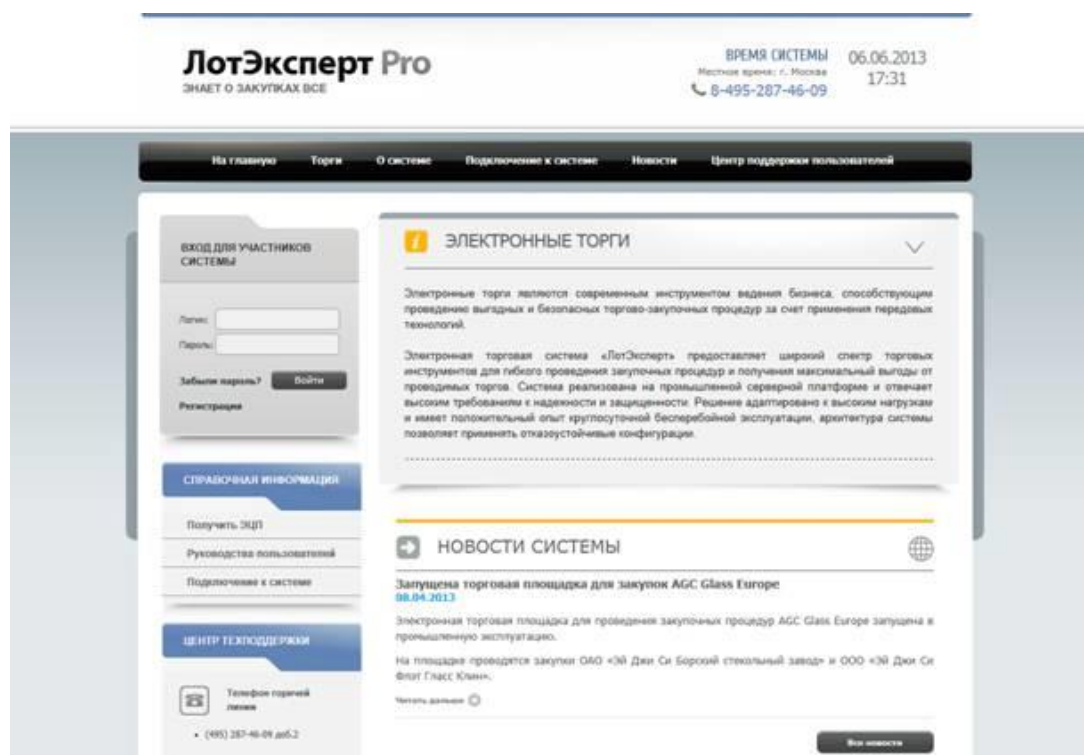 ЛотЭксперт Pro
ЗНАЕТ О ЗАКУПКАХ ВСЕ
ВРЕМЯ СИСТЕМЫ
Местное время: г. Москва
8-495-287-46-09
06.06.2013
17:31
На главную Торги О системе Подключение к системе Новости Центр поддержки пользователей
ВХОД ДЛЯ УЧАСТНИКОВ
СИСТЕМЫ
Логин:
Пароль:
Забыли пароль? Войти
Регистрация
СПРАВОЧНАЯ ИНФОРМАЦИЯ
Получить ЭЦП
Руководства пользователей
Подключение к системе
ЦЕНТР ТЕХПОДДЕРЖКИ
Телефон горячей
линии
• (495) 287-46-09 доб.2
ЭЛЕКТРОННЫЕ ТОРГИ
Электронные торги являются современным инструментом ведения бизнеса, способствующим
проведению выгодных и безопасных торгово-закупочных процедур за счет применения передовых
технологий.
Электронная торговая система «ЛотЭксперт» предоставляет широкий спектр торговых
инструментов для гибкого проведения закупочных процедур и получения максимальный выгоды от
проводимых торгов. Система реализована на промышленной серверной платформе и отвечает
высоким требованиям к надежности и защищенности. Решение адаптировано к высоким нагрузкам
и имеет положительный опыт круглосуточной бесперебойной эксплуатации, архитектура системы
позволяет применять отказоустойчивые конфигурации.
НОВОСТИ СИСТЕМЫ
Запущена торговая площадка для закупок AGC Glass Europe
08.04.2013
Электронная торговая площадка для проведения закупочных процедур AGC Glass Europe запущена в
промышленную эксплуатацию.
На площадке проводятся закупки ОАО «Эй Джи Си Борский стекольный завод» и ООО «Эй Джи Си
Флэт Гласс Клин».
Читать дальше
Все новости